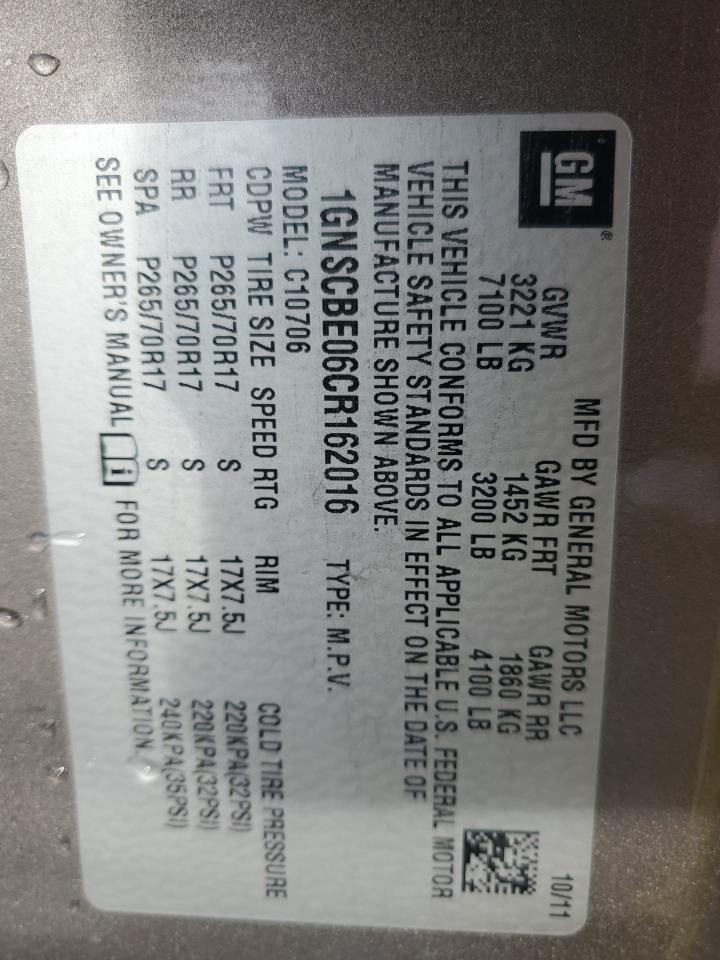 GM®
MFD BY GENERAL MOTORS LLC 10/11
GVWR GAWR FRT GAWR RR
3221 KG 1452 KG 1860 KG
7100 LB 3200 LB 4100 LB
THIS VEHICLE CONFORMS TO ALL APPLICABLE U.S. FEDERAL MOTOR
VEHICLE SAFETY STANDARDS IN EFFECT ON THE DATE OF
MANUFACTURE SHOWN ABOVE.
1GNSCBE06CR162016 TYPE: M.P.V.
MODEL: C10706
CDPW TIRE SIZE SPEED RTG RIM COLD TIRE PRESSURE
FRT P265/70R17 S 17X7.5J 220KPA(32PSI)
RR P265/70R17 S 17X7.5J 220KPA(32PSI)
SPA P265/70R17 S 17X7.5J 240KPA(35PSI)
SEE OWNER'S MANUAL i FOR MORE INFORMATION.